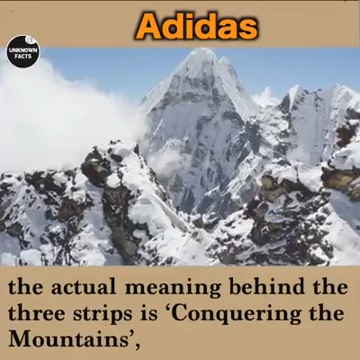 Adidas
UNKNOWN
FACTS
the actual meaning behind the
three strips is ‘Conquering the
Mountains’,